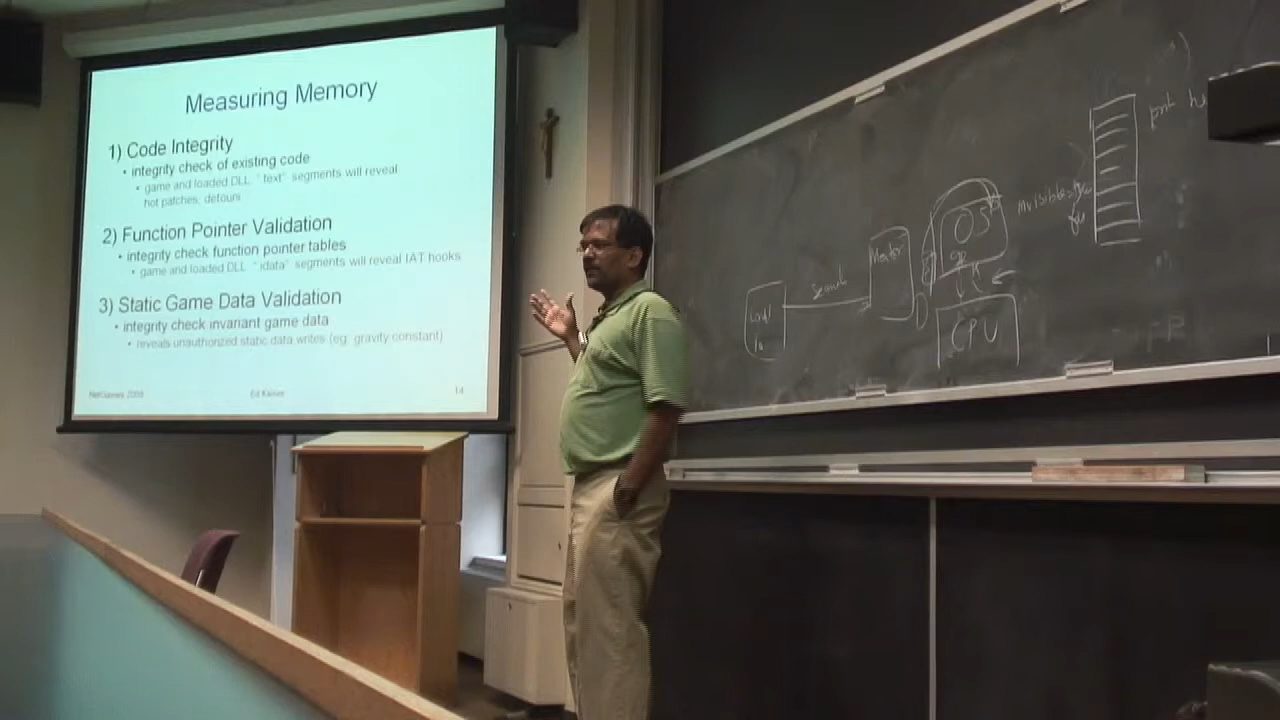 Measuring Memory
1) Code Integrity
• integrity check of existing code
• game and loaded DLL "text" segments will reveal
hot patches, detours
2) Function Pointer Validation
• integrity check function pointer tables
• game and loaded DLL "idata" segments will reveal IAT hooks
3) Static Game Data Validation
• integrity check invariant game data
• reveals unauthorized static data writes (eg: gravity constant)
NetGames 2008 Ed Kaiser 14
OS
CPU